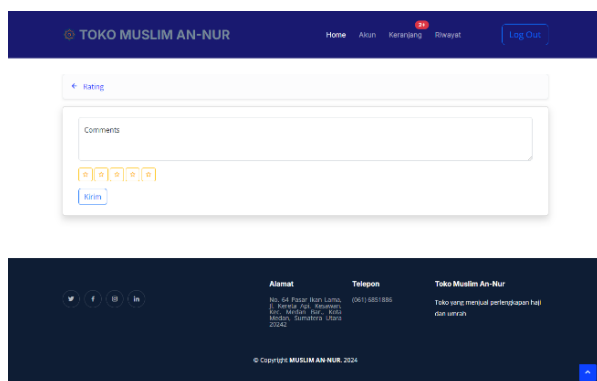 TOKO MUSLIM AN-NUR
Home Akun Keranjang Riwayat Log Out
← Rating
Comments
Kirim
Alamat
No. 64 Pasar Ikan Lama,
Jl. Kereta Api, Kesawan,
Kec. Medan Bar., Kota
Medan, Sumatera Utara
20242
Telepon
(061) 6851886
Toko Muslim An-Nur
Toko yang menjual perlengkapan haji
dan umrah
© Copyright MUSLIM AN-NUR. 2024